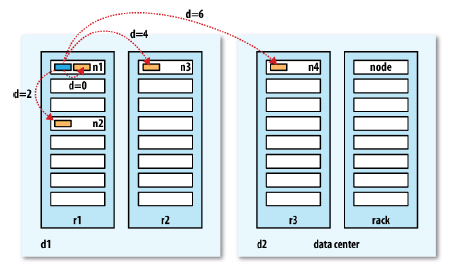 d=6
d=4
n1
n3
n4
node
d=0
d=2
n2
r1
r2
r3
rack
d1
d2
data center